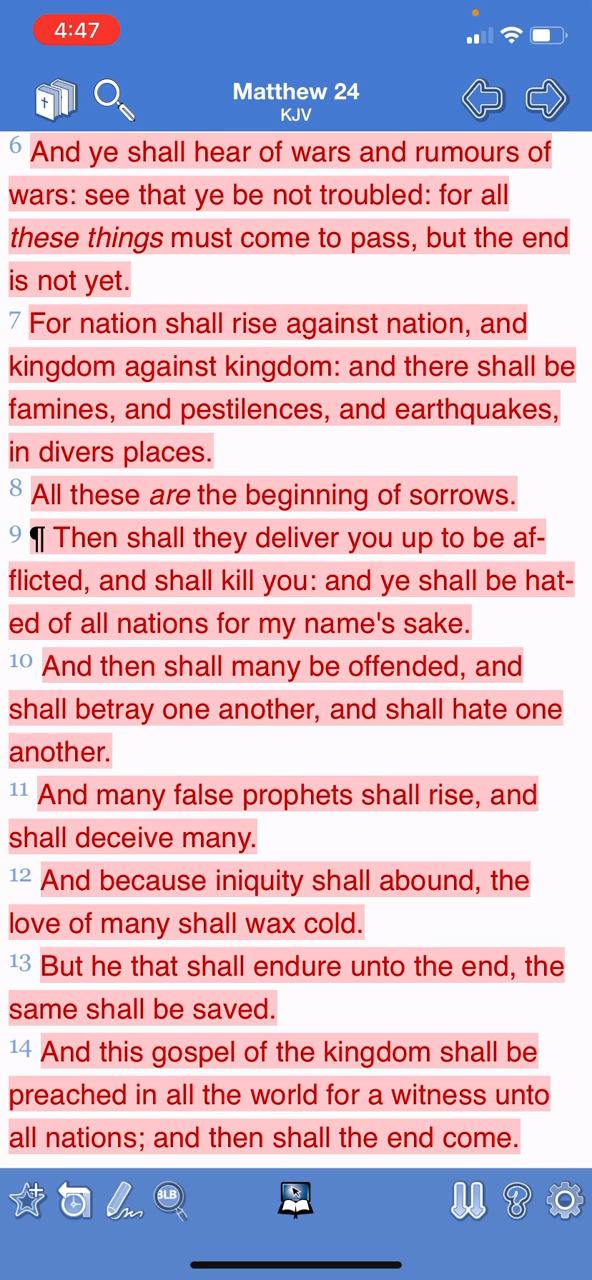 4:47
Matthew 24
KJV
6 And ye shall hear of wars and rumours of
wars: see that ye be not troubled: for all
these things must come to pass, but the end
is not yet.
7 For nation shall rise against nation, and
kingdom against kingdom: and there shall be
famines, and pestilences, and earthquakes,
in divers places.
8 All these are the beginning of sorrows.
9 ¶ Then shall they deliver you up to be af-
flicted, and shall kill you: and ye shall be hat-
ed of all nations for my name's sake.
10 And then shall many be offended, and
shall betray one another, and shall hate one
another.
11 And many false prophets shall rise, and
shall deceive many.
12 And because iniquity shall abound, the
love of many shall wax cold.
13 But he that shall endure unto the end, the
same shall be saved.
14 And this gospel of the kingdom shall be
preached in all the world for a witness unto
all nations; and then shall the end come.
BLB